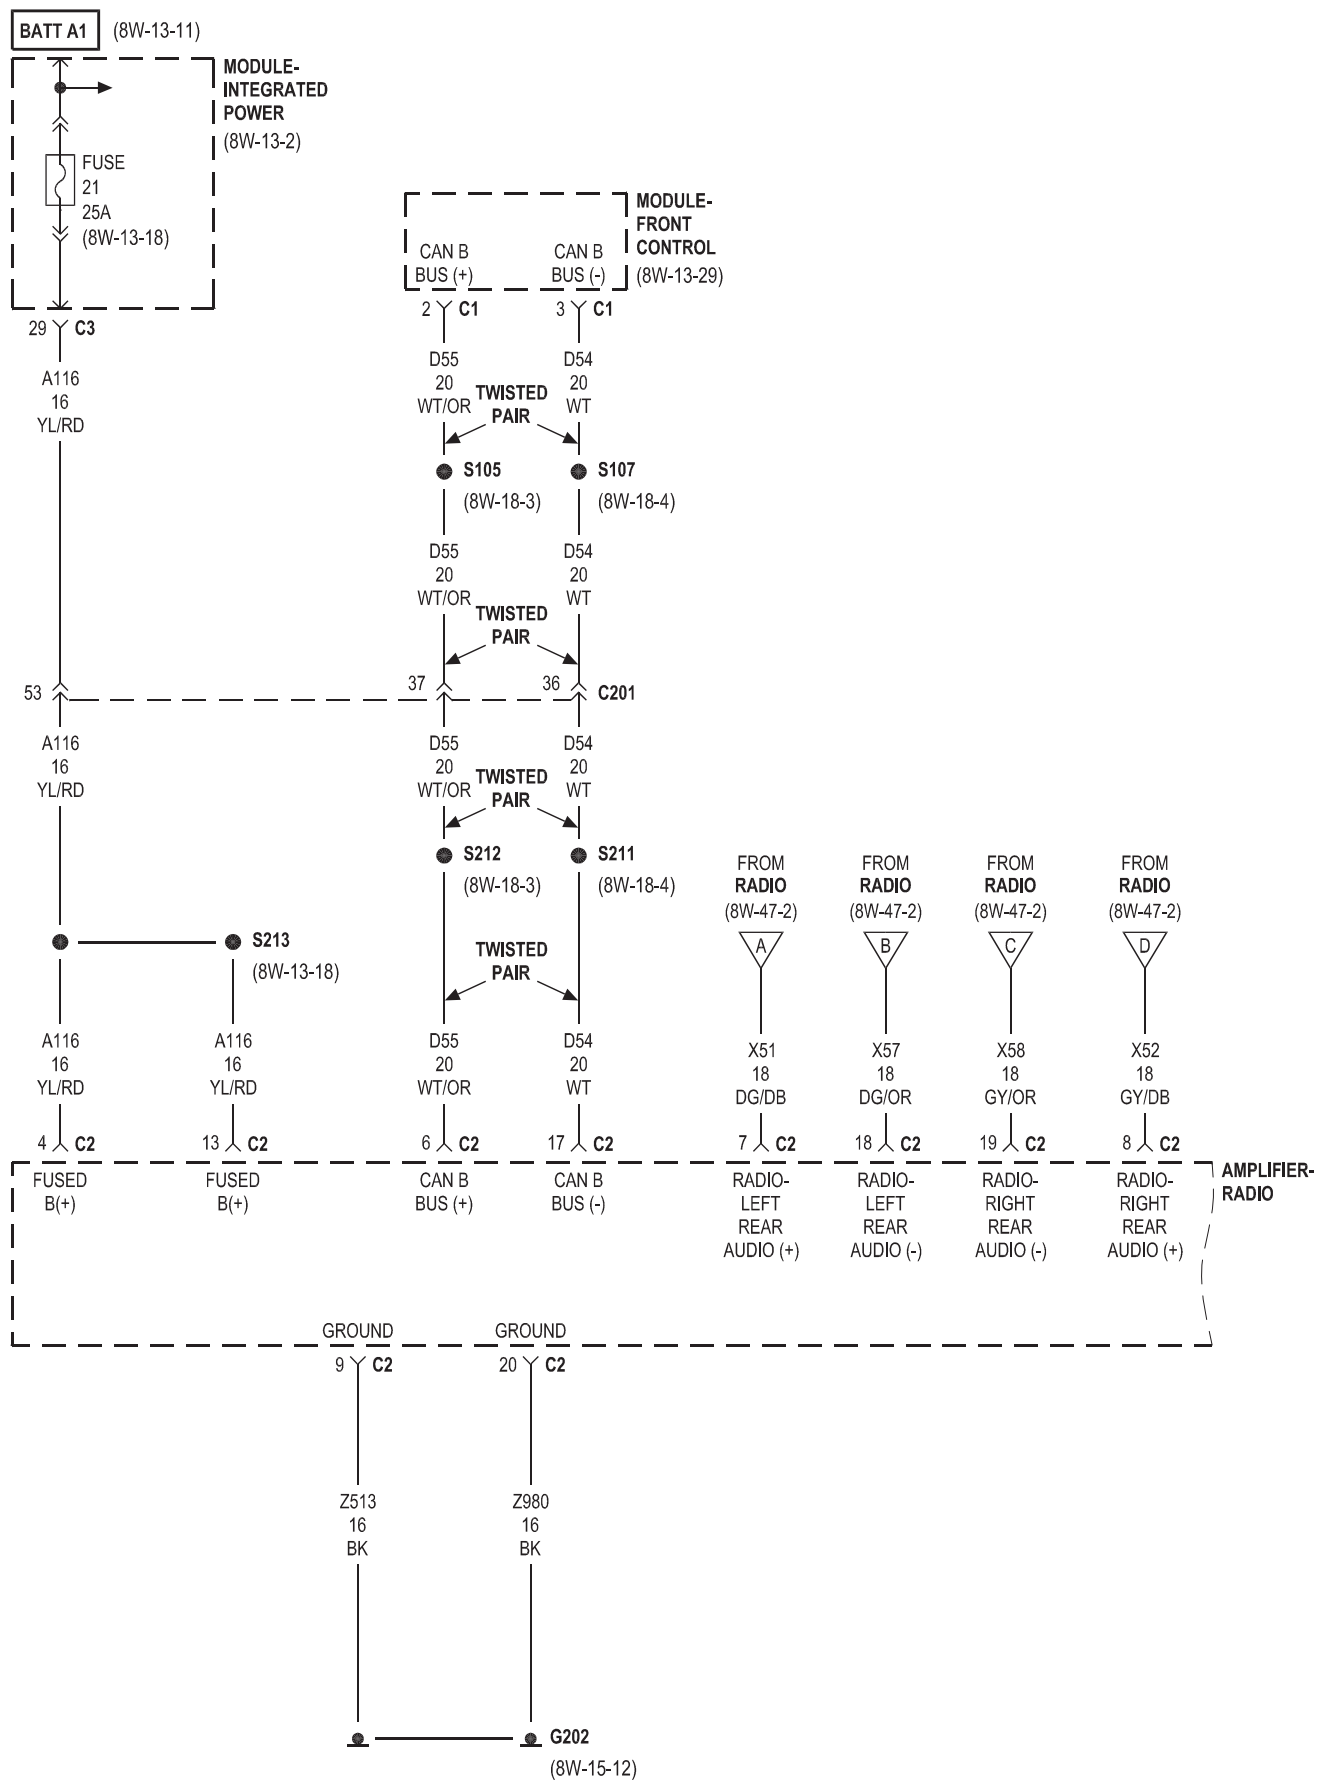 BATT A1 (8W-13-11)
MODULE-
INTEGRATED
POWER
(8W-13-2)
FUSE
21
25A
(8W-13-18)
29 C3
A116
16
YL/RD
MODULE-
FRONT
CONTROL
(8W-13-29)
CAN B
BUS (+)
CAN B
BUS (-)
2 C1
3 C1
D55
20
WT/OR
TWISTED
PAIR
D54
20
WT
S105
(8W-18-3)
S107
(8W-18-4)
D55
20
WT/OR
TWISTED
PAIR
D54
20
WT
53
37
36
C201
A116
16
YL/RD
D55
20
WT/OR
TWISTED
PAIR
D54
20
WT
S212
(8W-18-3)
S211
(8W-18-4)
FROM
RADIO
(8W-47-2)
A
FROM
RADIO
(8W-47-2)
B
FROM
RADIO
(8W-47-2)
C
FROM
RADIO
(8W-47-2)
D
S213
(8W-13-18)
TWISTED
PAIR
A116
16
YL/RD
A116
16
YL/RD
D55
20
WT/OR
D54
20
WT
X51
18
DG/DB
X57
18
DG/OR
X58
18
GY/OR
X52
18
GY/DB
4 C2
13 C2
6 C2
17 C2
7 C2
18 C2
19 C2
8 C2
FUSED
B(+)
FUSED
B(+)
CAN B
BUS (+)
CAN B
BUS (-)
RADIO-
LEFT
REAR
AUDIO (+)
RADIO-
LEFT
REAR
AUDIO (-)
RADIO-
RIGHT
REAR
AUDIO (-)
RADIO-
RIGHT
REAR
AUDIO (+)
AMPLIFIER-
RADIO
GROUND
GROUND
9 C2
20 C2
Z513
16
BK
Z980
16
BK
G202
(8W-15-12)